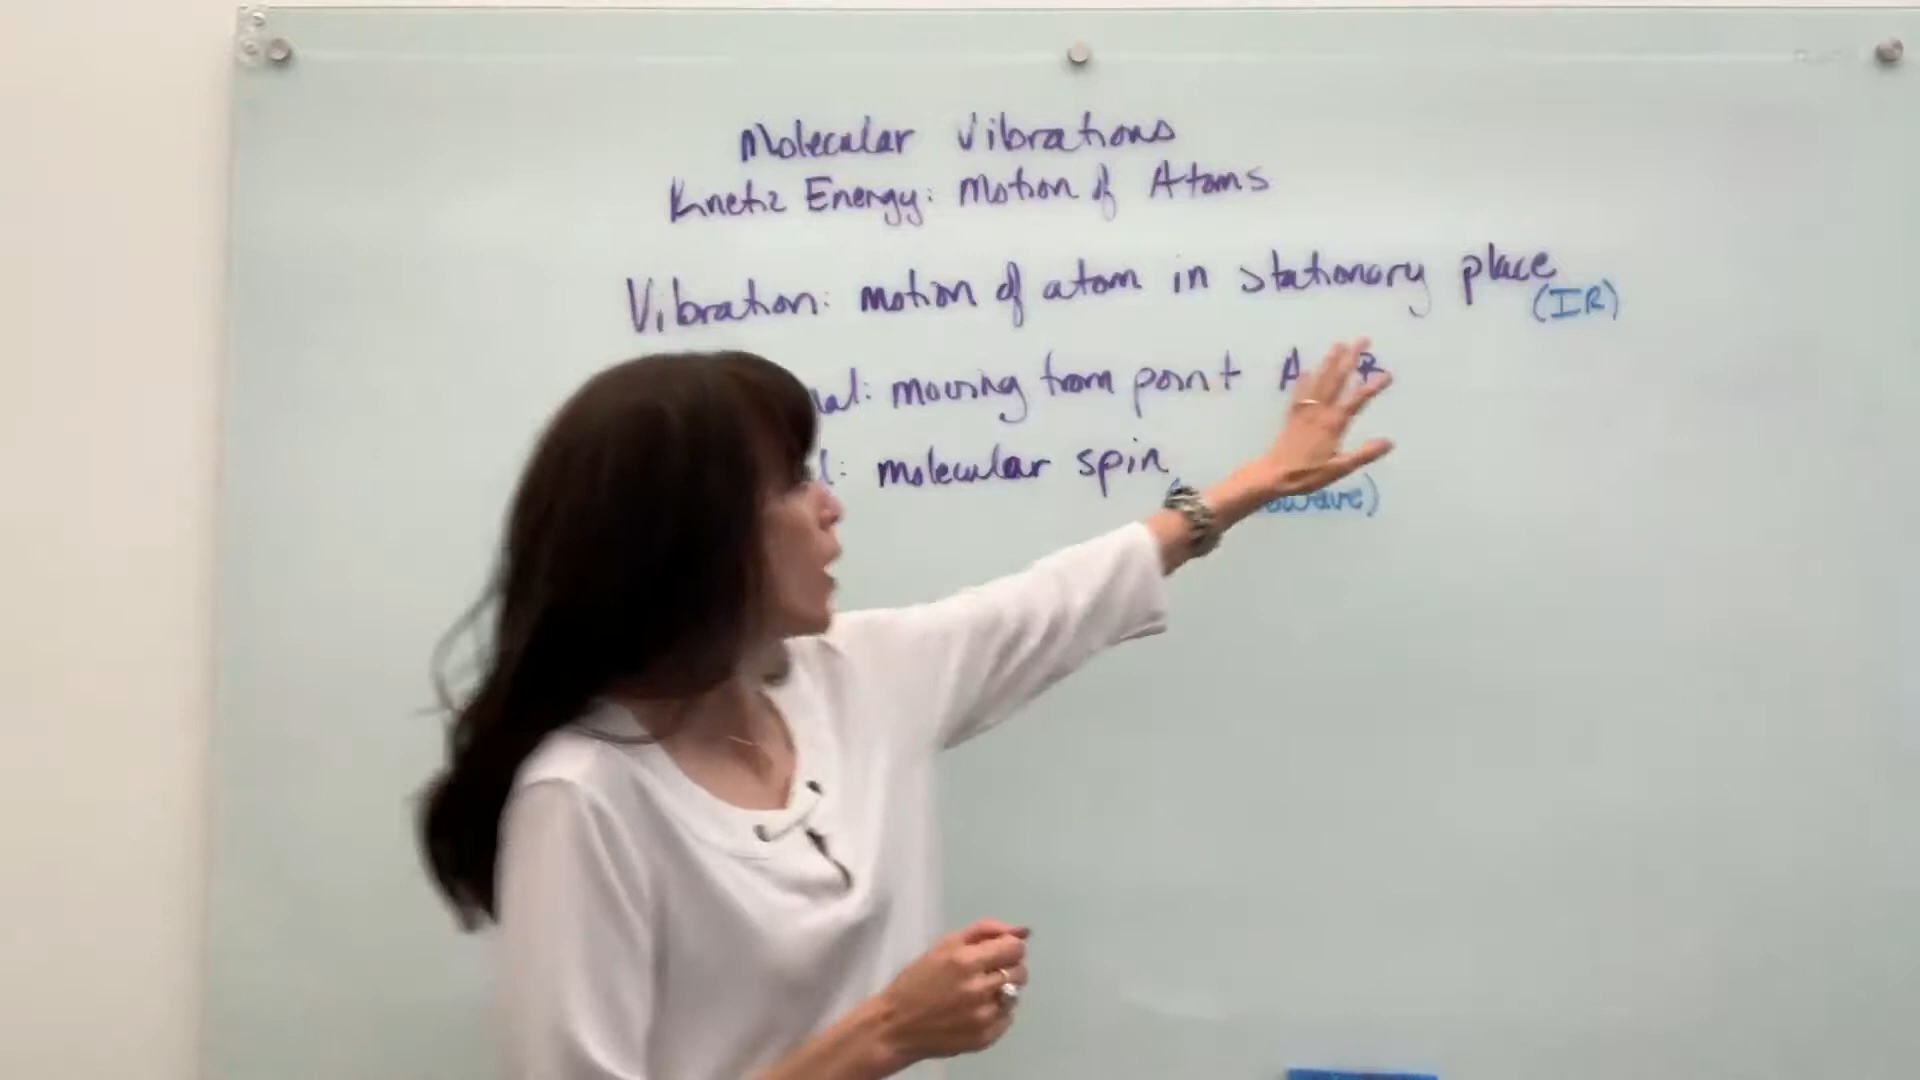 Molecular Vibrations
Kinetic Energy: Motion of Atoms
Vibration: motion of atom in stationary place
(IR)
al: moving from point A B
l: molecular spin
wave)